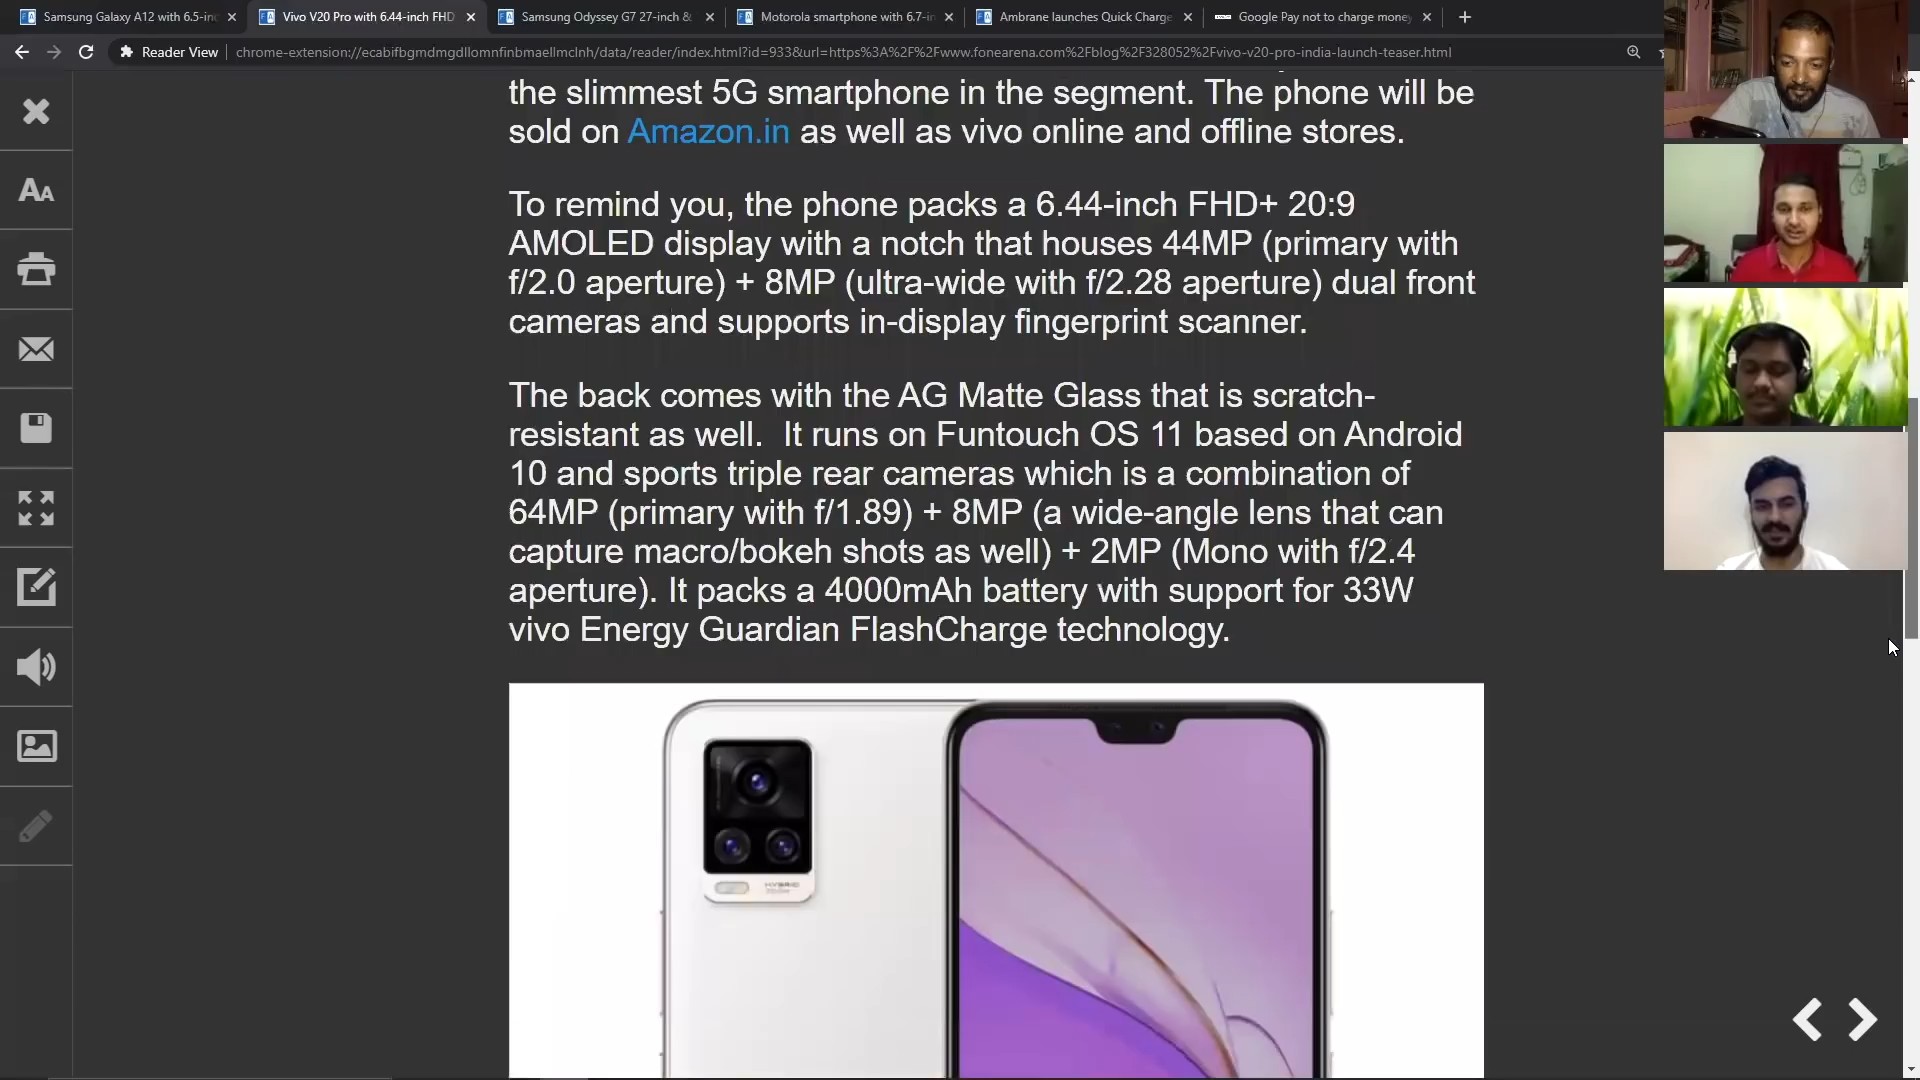 Samsung Galaxy A12 with 6.5-in
Vivo V20 Pro with 6.44-inch FHD
Samsung Odyssey G7 27-inch &
Motorola smartphone with 6.7-in
Ambrane launches Quick Charge
Google Pay not to charge money
Reader View
chrome-extension://ecabifbgmdmgdllomnfinbmaellmclnh/data/reader/index.html?id=933&url=https%3A%2F%2Fwww.fonearena.com%2Fblog%2F328052%2Fvivo-v20-pro-india-launch-teaser.html
the slimmest 5G smartphone in the segment. The phone will be
sold on Amazon.in as well as vivo online and offline stores.
To remind you, the phone packs a 6.44-inch FHD+ 20:9
AMOLED display with a notch that houses 44MP (primary with
f/2.0 aperture) + 8MP (ultra-wide with f/2.28 aperture) dual front
cameras and supports in-display fingerprint scanner.
The back comes with the AG Matte Glass that is scratch-
resistant as well.  It runs on Funtouch OS 11 based on Android
10 and sports triple rear cameras which is a combination of
64MP (primary with f/1.89) + 8MP (a wide-angle lens that can
capture macro/bokeh shots as well) + 2MP (Mono with f/2.4
aperture). It packs a 4000mAh battery with support for 33W
vivo Energy Guardian FlashCharge technology.
HYBRID